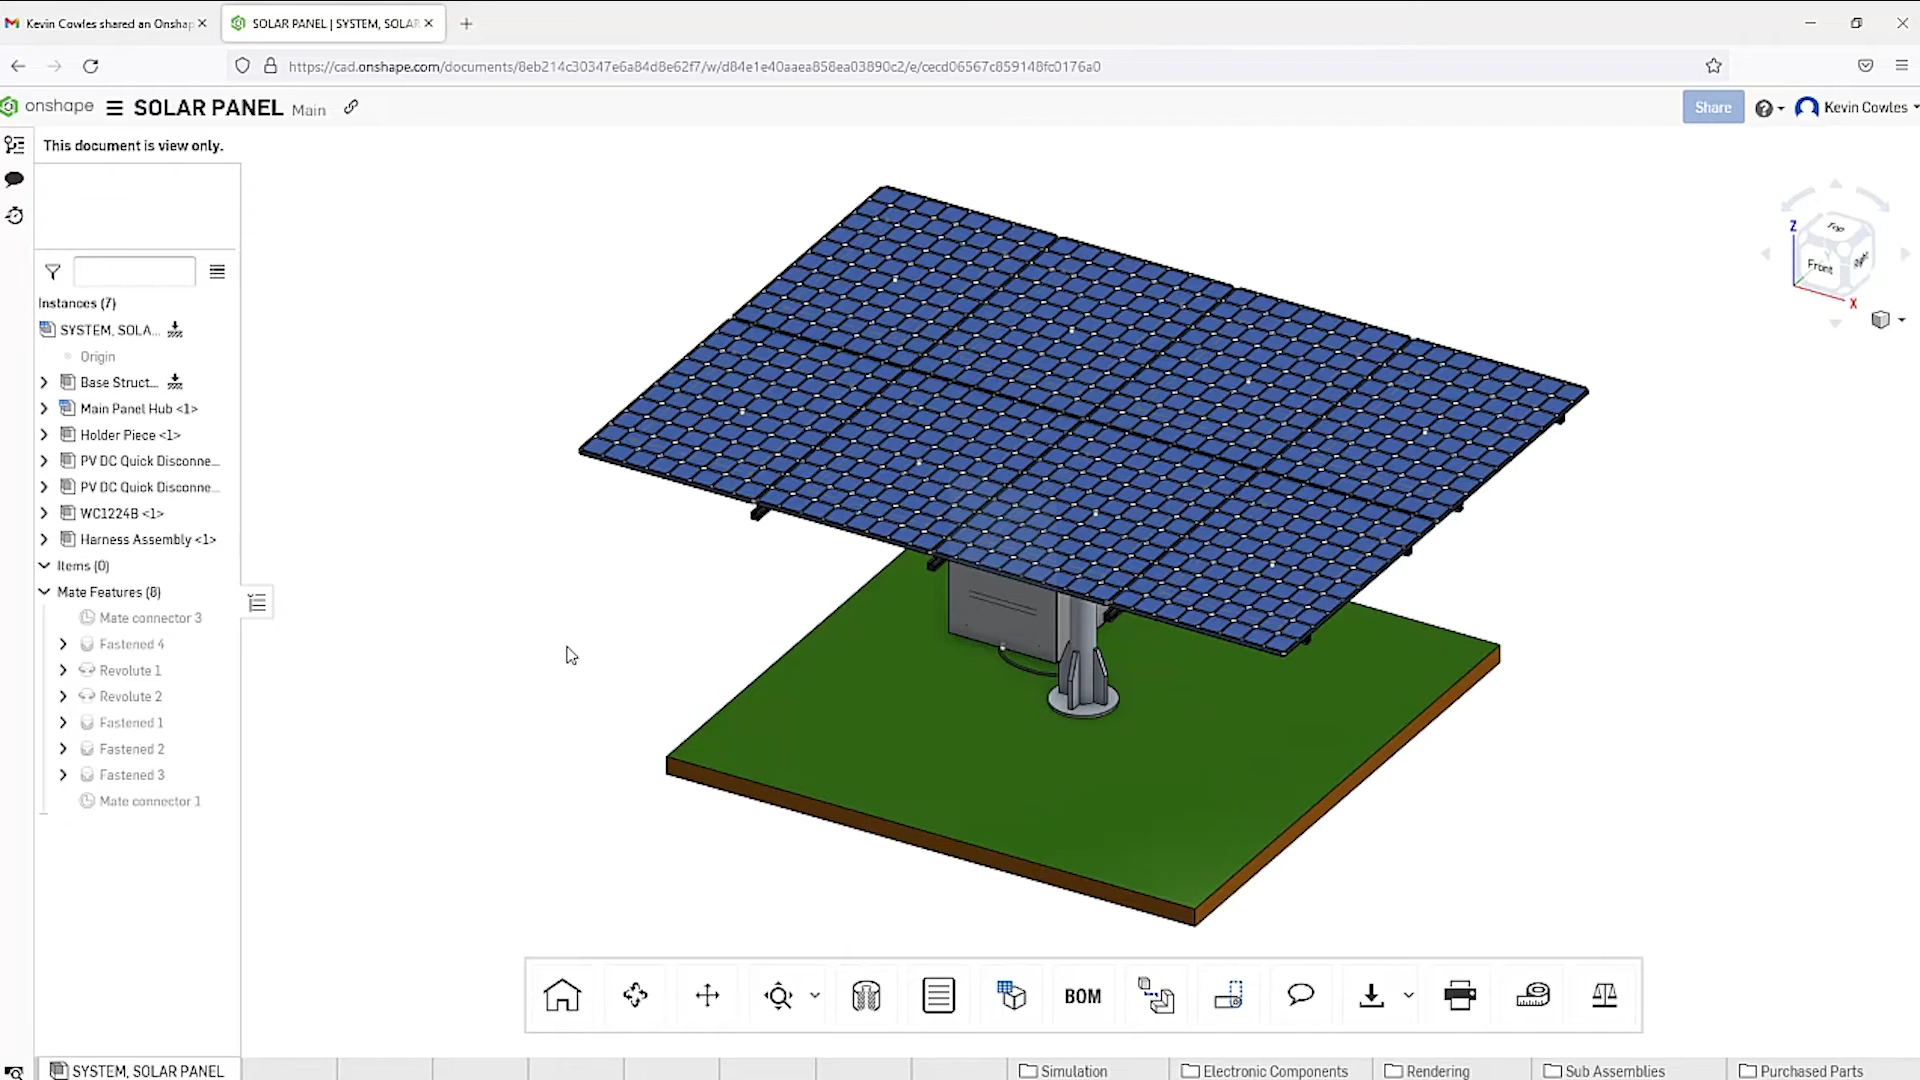 Kevin Cowles shared an Onshap
SOLAR PANEL | SYSTEM, SOLAR
https://cad.onshape.com/documents/8eb214c30347e6a84d8e62f7/w/d84e1e40aaea858ea03890c2/e/cecd06567c859148fc0176a0
onshape
SOLAR PANEL Main
Share
Kevin Cowles
This document is view only.
Instances (7)
SYSTEM, SOLA...
Origin
Base Struct...
Main Panel Hub <1>
Holder Piece <1>
PV DC Quick Disconne...
PV DC Quick Disconne...
WC1224B <1>
Harness Assembly <1>
Items (0)
Mate Features (8)
Mate connector 3
Fastened 4
Revolute 1
Revolute 2
Fastened 1
Fastened 2
Fastened 3
Mate connector 1
Z
Top
Front
Right
X
BOM
SYSTEM, SOLAR PANEL
Simulation
Electronic Components
Rendering
Sub Assemblies
Purchased Parts